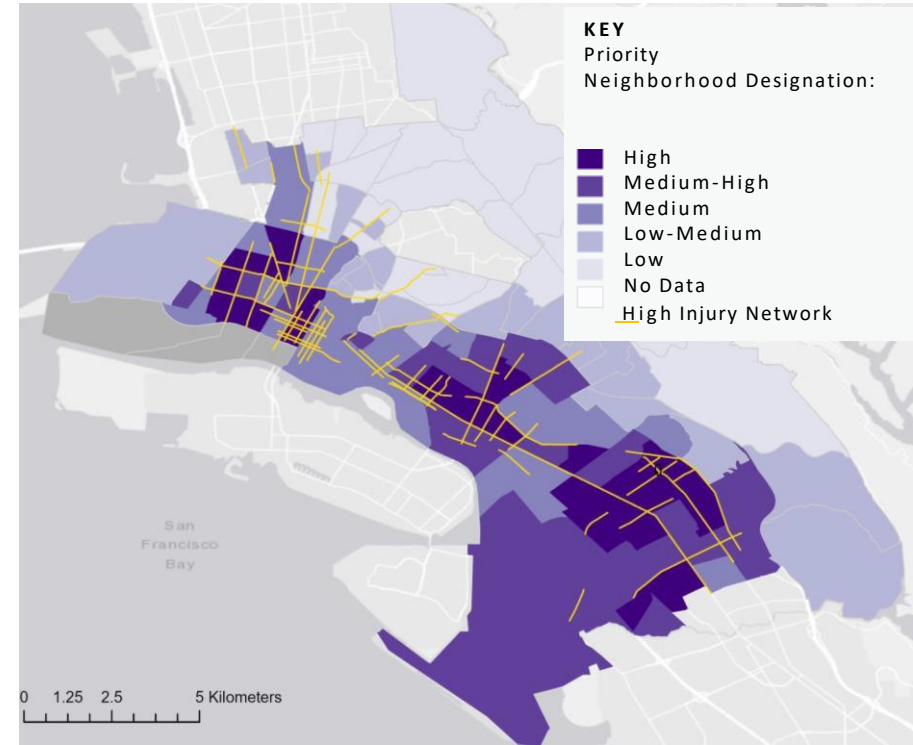 KEY
Priority
Neighborhood Designation:
High
Medium-High
Medium
Low-Medium
Low
No Data
High Injury Network
San
Francisco
Bay
0 1.25 2.5 5 Kilometers